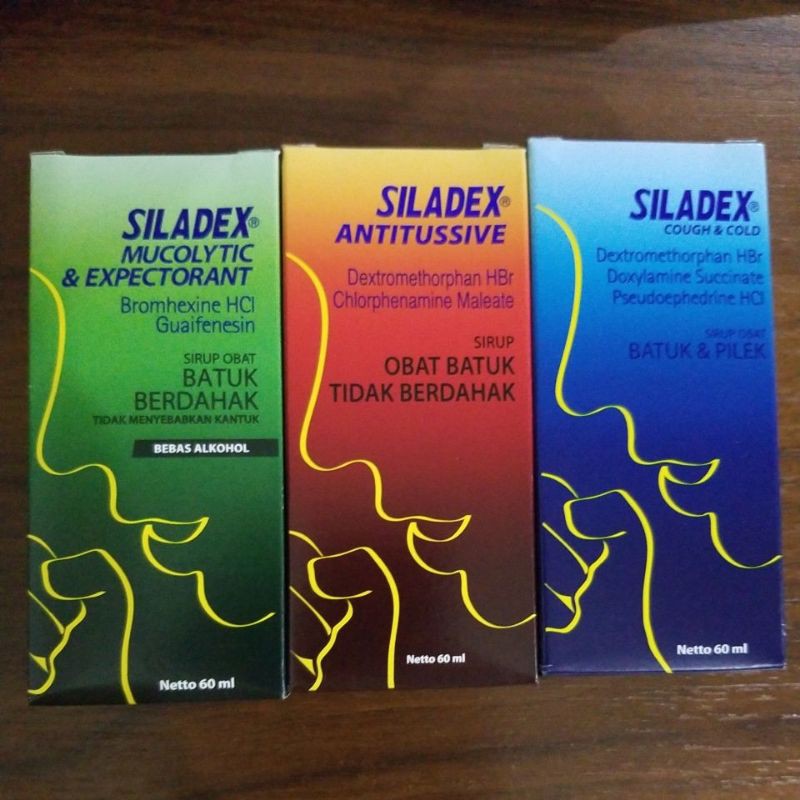 SILADEX®
MUCOLYTIC
& EXPECTORANT
Bromhexine HCl
Guaifenesin
SIRUP OBAT
BATUK
BERDAHAK
TIDAK MENYEBABKAN KANTUK
BEBAS ALKOHOL
Netto 60 ml
SILADEX®
ANTITUSSIVE
Dextromethorphan HBr
Chlorphenamine Maleate
SIRUP
OBAT BATUK
TIDAK BERDAHAK
Netto 60 ml
SILADEX®
COUGH & COLD
Dextromethorphan HBr
Doxylamine Succinate
Pseudoephedrine HCl
SIRUP OBAT
BATUK & PILEK
Netto 60 ml